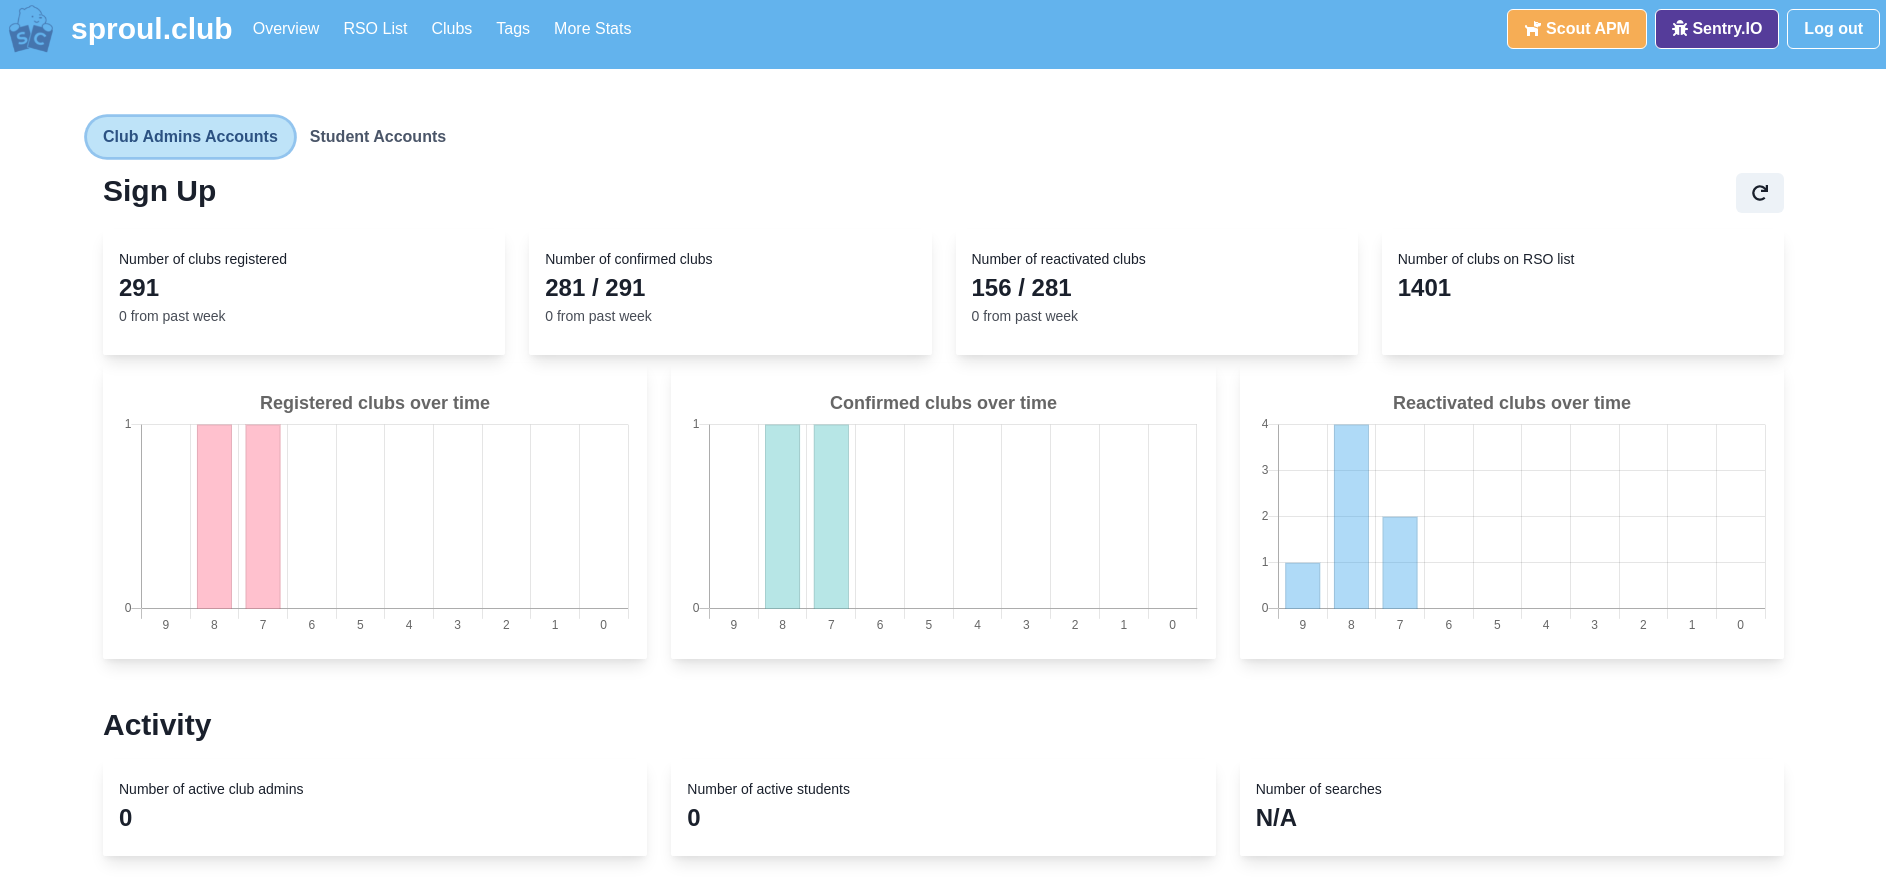 SC
sproul.club Overview RSO List Clubs Tags More Stats Scout APM Sentry.IO Log out
Club Admins Accounts Student Accounts
Sign Up
Number of clubs registered
291
0 from past week
Number of confirmed clubs
281 / 291
0 from past week
Number of reactivated clubs
156 / 281
0 from past week
Number of clubs on RSO list
1401
Registered clubs over time
1
0
9 8 7 6 5 4 3 2 1 0
Confirmed clubs over time
1
0
9 8 7 6 5 4 3 2 1 0
Reactivated clubs over time
4
3
2
1
0
9 8 7 6 5 4 3 2 1 0
Activity
Number of active club admins
0
Number of active students
0
Number of searches
N/A